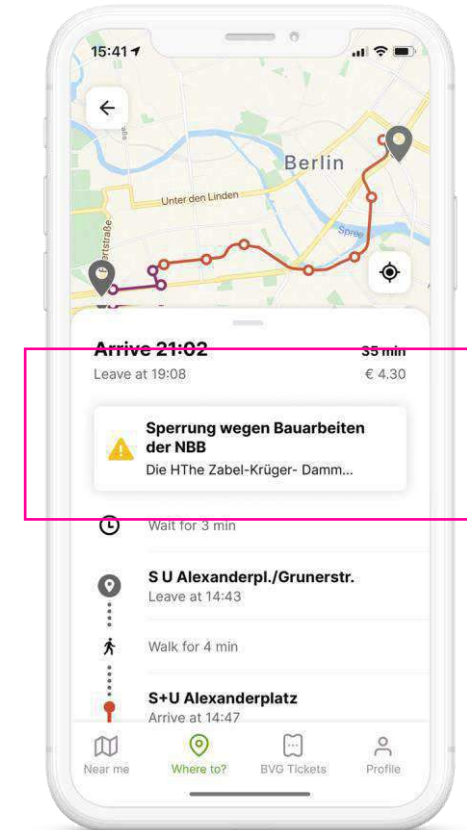 15:41
Berlin
Unter den Linden
Spree
Arrive 21:02
35 min
Leave at 19:08
€ 4.30
Sperrung wegen Bauarbeiten
der NBB
Die HThe Zabel-Krüger- Damm...
Wait for 3 min
S U Alexanderpl./Grunerstr.
Leave at 14:43
Walk for 4 min
S+U Alexanderplatz
Arrive at 14:47
Near me
Where to?
BVG Tickets
Profile